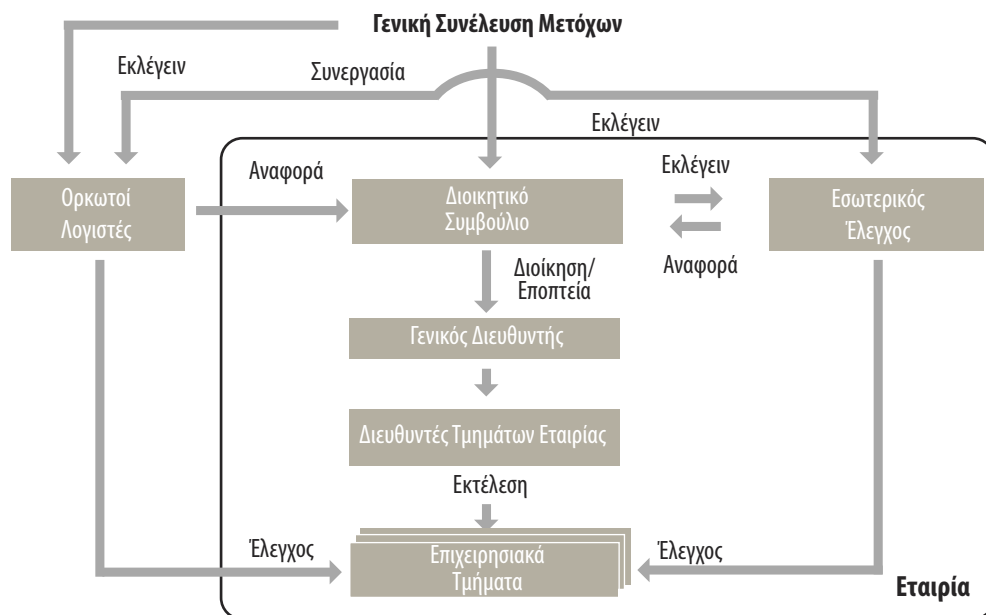 Γενική Συνέλευση Μετόχων
Εκλέγειν
Συνεργασία
Εκλέγειν
Ορκωτοί
Λογιστές
Αναφορά
Διοικητικό
Συμβούλιο
Εκλέγειν
Αναφορά
Εσωτερικός
Έλεγχος
Διοίκηση/
Εποπτεία
Γενικός Διευθυντής
Διευθυντές Τμημάτων Εταιρίας
Εκτέλεση
Έλεγχος
Επιχειρησιακά
Τμήματα
Έλεγχος
Εταιρία